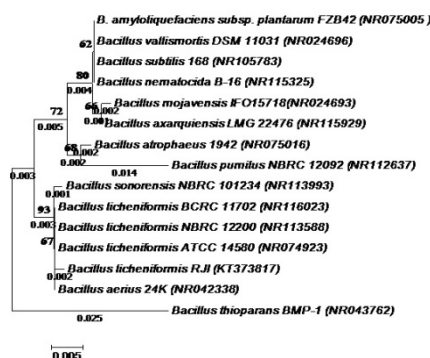 B. amyloliquefaciens subsp. plantarum FZB42 (NR075005)
62
Bacillus vallismortis DSM 11031 (NR024696)
Bacillus subtilis 168 (NR105783)
80
Bacillus nematocida B-16 (NR115325)
0.004
Bacillus mojavensis IFO15718(NR024693)
66
0.002
72
0.001
Bacillus axarquiensis LMG 22476 (NR115929)
0.005
Bacillus atrophaeus 1942 (NR075016)
68
0.002
0.002
Bacillus pumilus NBRC 12092 (NR112637)
0.014
0.003
Bacillus sonorensis NBRC 101234 (NR113993)
0.001
Bacillus licheniformis BCRC 11702 (NR116023)
93
0.003
Bacillus licheniformis NBRC 12200 (NR113588)
67
Bacillus licheniformis ATCC 14580 (NR074923)
Bacillus licheniformis RJI (KT373817)
0.002
Bacillus aerius 24K (NR042338)
Bacillus thioparans BMP-1 (NR043762)
0.025
0.005